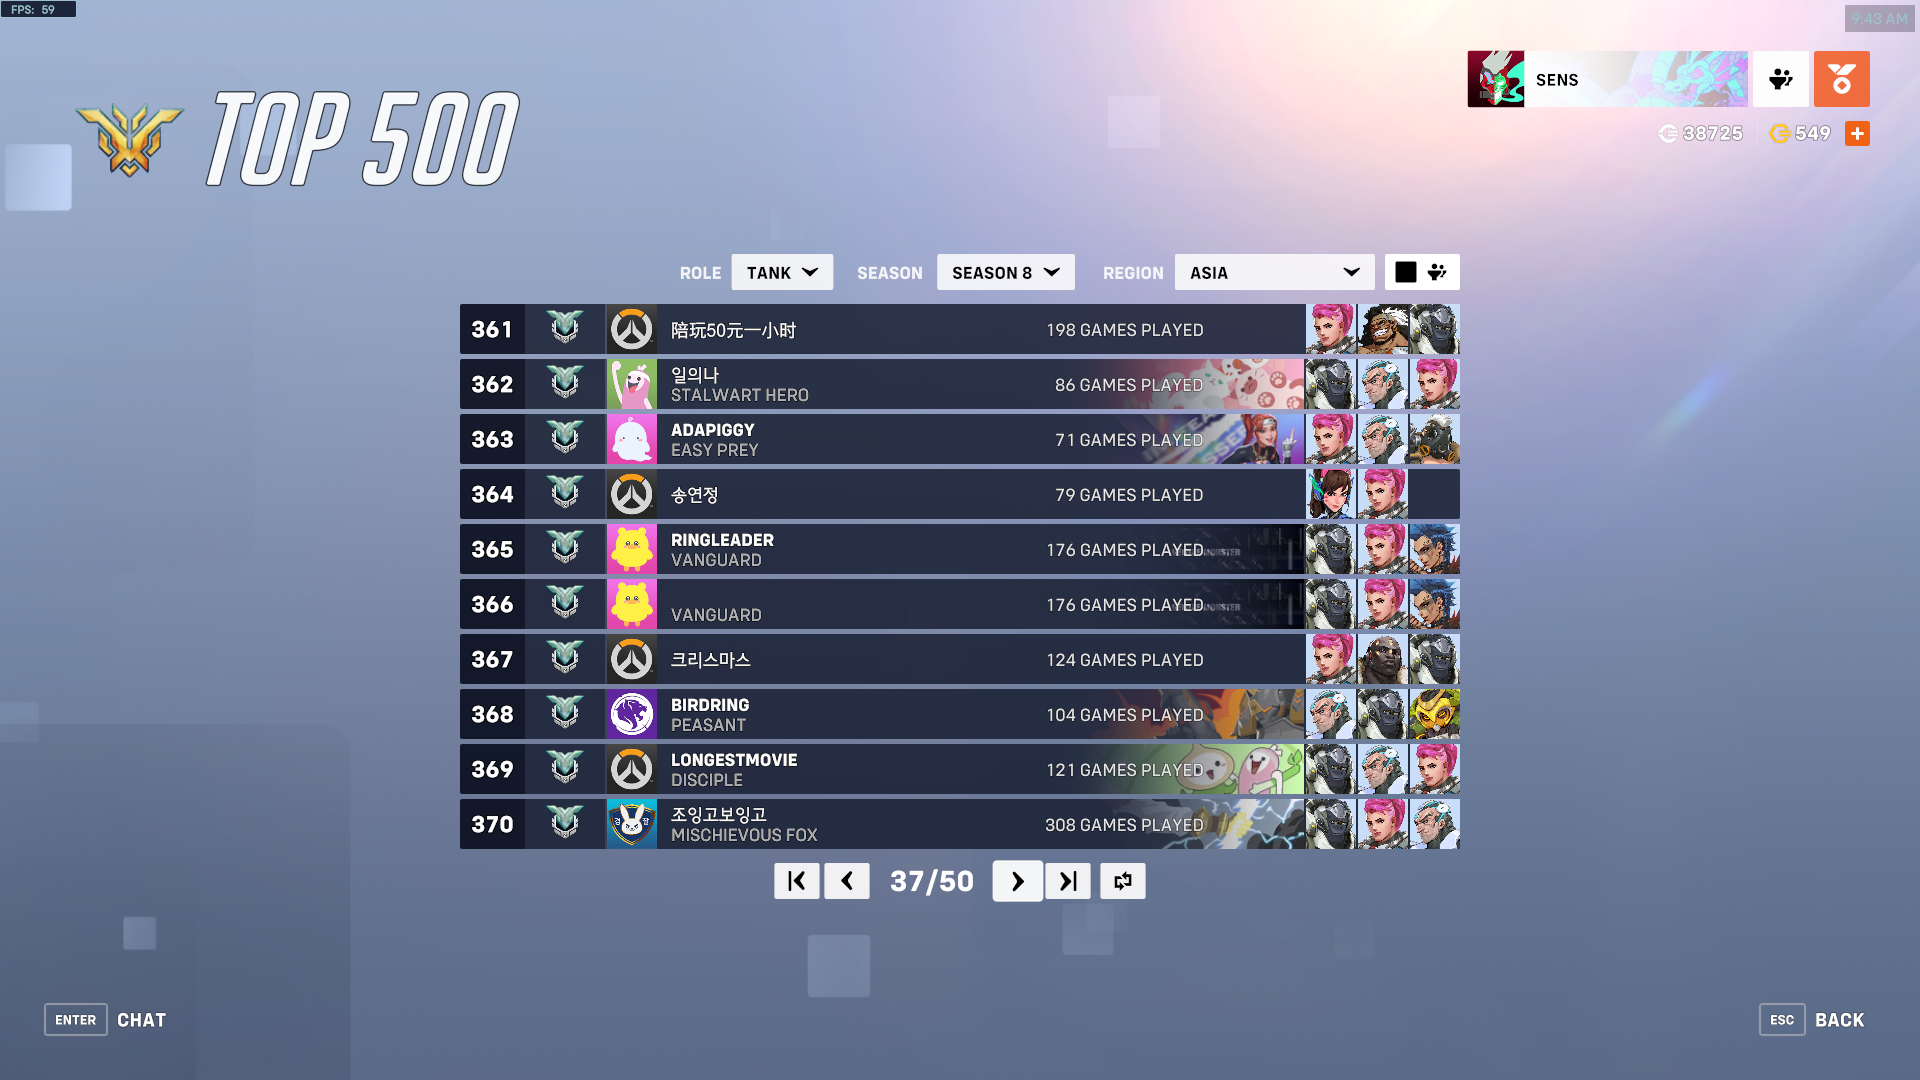 FPS: 59
9:43 AM
SENS
38725
549
TOP 500
ROLE TANK SEASON SEASON 8 REGION ASIA
361 陪玩50元一小时 198 GAMES PLAYED
362 일의나 86 GAMES PLAYED
STALWART HERO
363 ADAPIGGY 71 GAMES PLAYED
EASY PREY
364 송연정 79 GAMES PLAYED
365 RINGLEADER 176 GAMES PLAYED
VANGUARD
366 176 GAMES PLAYED
VANGUARD
367 크리스마스 124 GAMES PLAYED
368 BIRDRING 104 GAMES PLAYED
PEASANT
369 LONGESTMOVIE 121 GAMES PLAYED
DISCIPLE
370 조잉고보잉고 308 GAMES PLAYED
MISCHIEVOUS FOX
37/50
ENTER CHAT
ESC BACK